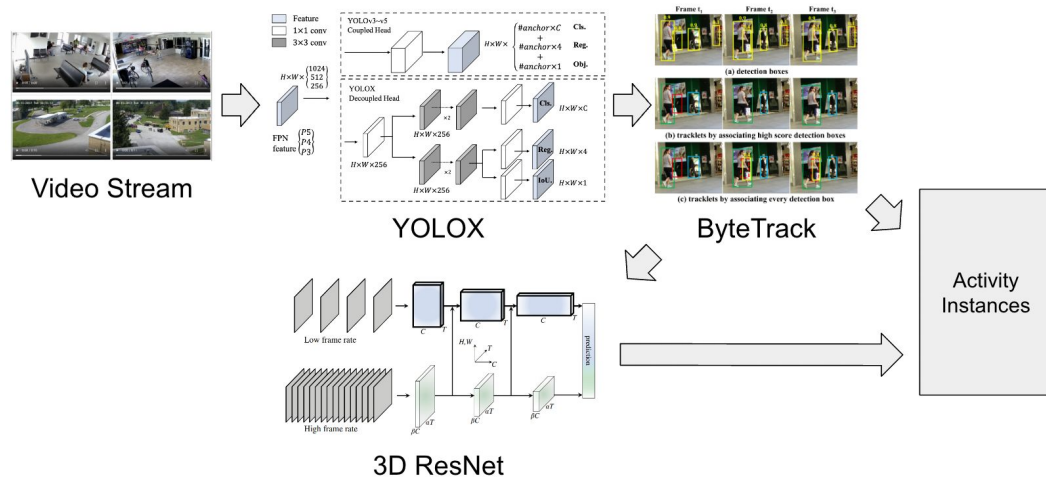 Feature
1×1 conv
3×3 conv
YOLOv3~v5
Coupled Head
H×W×
#anchor×C
+
#anchor×4
+
#anchor×1
Cls.
Reg.
Obj.
H×W×
1024
512
256
FPN
feature
P5
P4
P3
YOLOX
Decoupled Head
H×W×256
×2
H×W×256
×2
H×W×256
Cls.
H×W×C
Reg.
H×W×4
IoU.
H×W×1
Frame t₁
Frame t₂
Frame t₃
(a) detection boxes
(b) tracklets by associating high score detection boxes
(c) tracklets by associating every detection box
Video Stream
YOLOX
ByteTrack
Low frame rate
C
T
C
T
C
T
H,W
T
C
prediction
High frame rate
βC
αT
βC
αT
βC
αT
3D ResNet
Activity
Instances